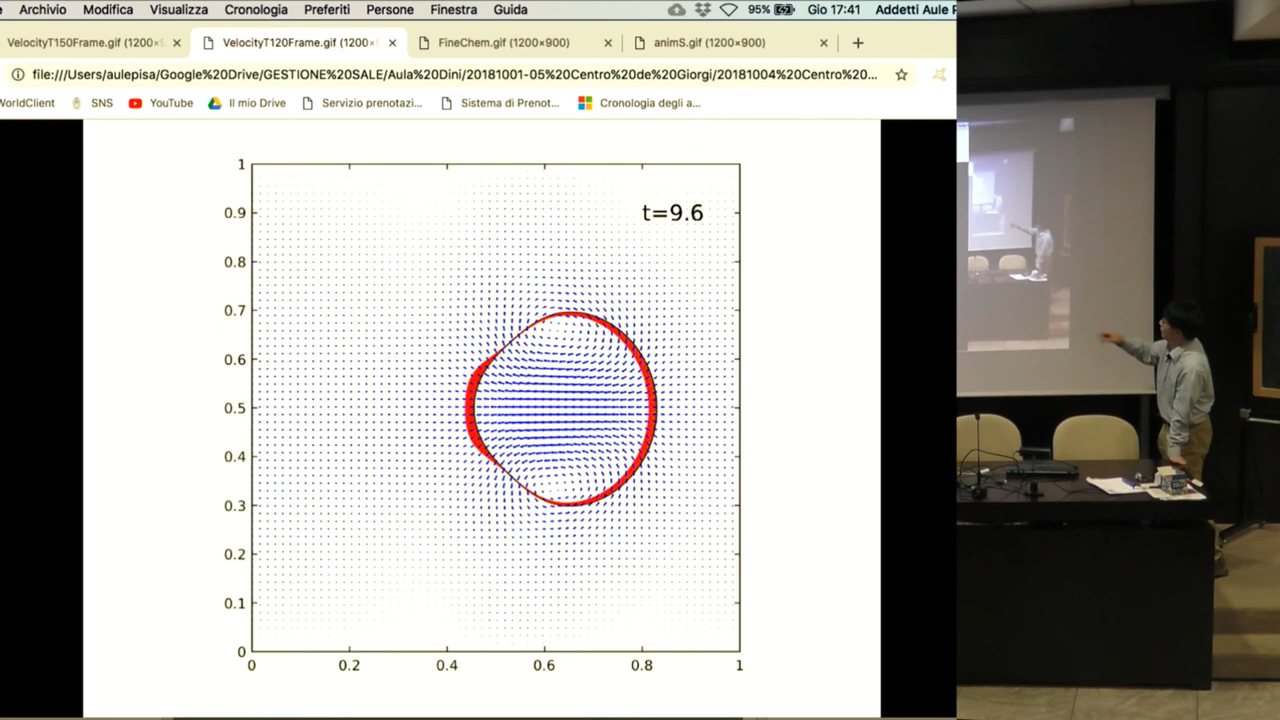 Archivio Modifica Visualizza Cronologia Preferiti Persone Finestra Guida 95% Gio 17:41 Addetti Aule P
VelocityT150Frame.gif (1200× VelocityT120Frame.gif (1200× FineChem.gif (1200×900) animS.gif (1200×900)
file:///Users/aulepisa/Google%20Drive/GESTIONE%20SALE/Aula%20Dini/20181001-05%20Centro%20de%20Giorgi/20181004%20Centro%20...
WorldClient SNS YouTube Il mio Drive Servizio prenotazi... Sistema di Prenot... Cronologia degli a...
1
t=9.6
0.9
0.8
0.7
0.6
0.5
0.4
0.3
0.2
0.1
0
0 0.2 0.4 0.6 0.8 1